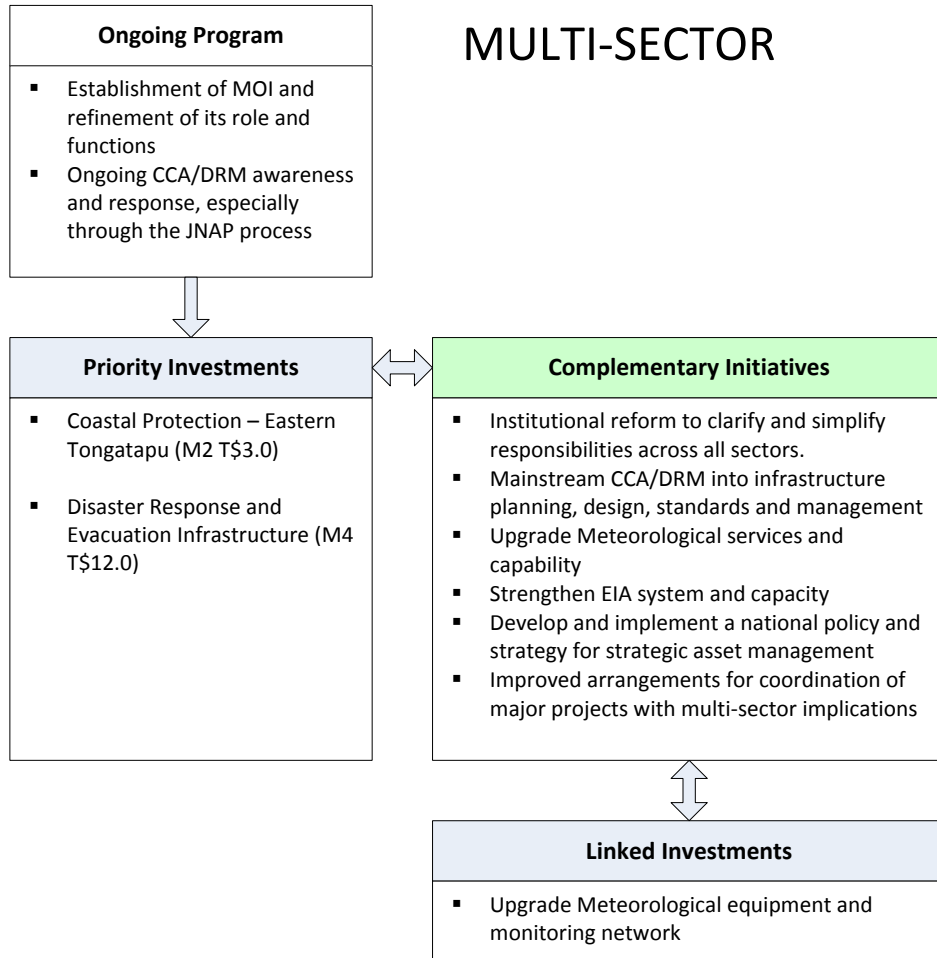 MULTI-SECTOR
Ongoing Program
▪ Establishment of MOI and
refinement of its role and
functions
▪ Ongoing CCA/DRM awareness
and response, especially
through the JNAP process
Priority Investments
▪ Coastal Protection – Eastern
Tongatapu (M2 T$3.0)
▪ Disaster Response and
Evacuation Infrastructure (M4
T$12.0)
Complementary Initiatives
▪ Institutional reform to clarify and simplify
responsibilities across all sectors.
▪ Mainstream CCA/DRM into infrastructure
planning, design, standards and management
▪ Upgrade Meteorological services and
capability
▪ Strengthen EIA system and capacity
▪ Develop and implement a national policy and
strategy for strategic asset management
▪ Improved arrangements for coordination of
major projects with multi-sector implications
Linked Investments
▪ Upgrade Meteorological equipment and
monitoring network